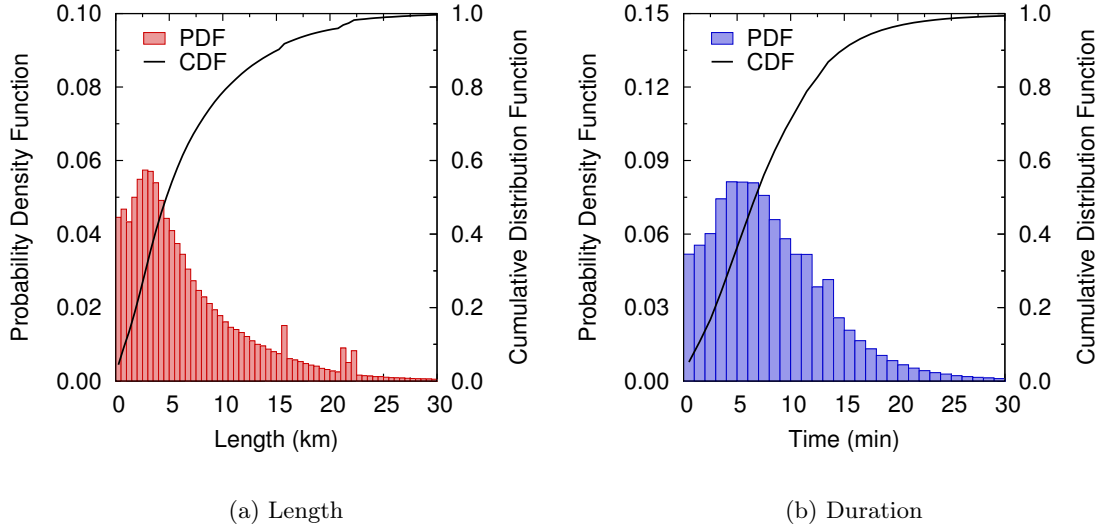 0.10
0.08
0.06
0.04
0.02
0.00
Probability Density Function
PDF
CDF
1.0
0.8
0.6
0.4
0.2
0.0
Cumulative Distribution Function
0 5 10 15 20 25 30
Length (km)
(a) Length
0.15
0.12
0.09
0.06
0.03
0.00
Probability Density Function
PDF
CDF
1.0
0.8
0.6
0.4
0.2
0.0
Cumulative Distribution Function
0 5 10 15 20 25 30
Time (min)
(b) Duration